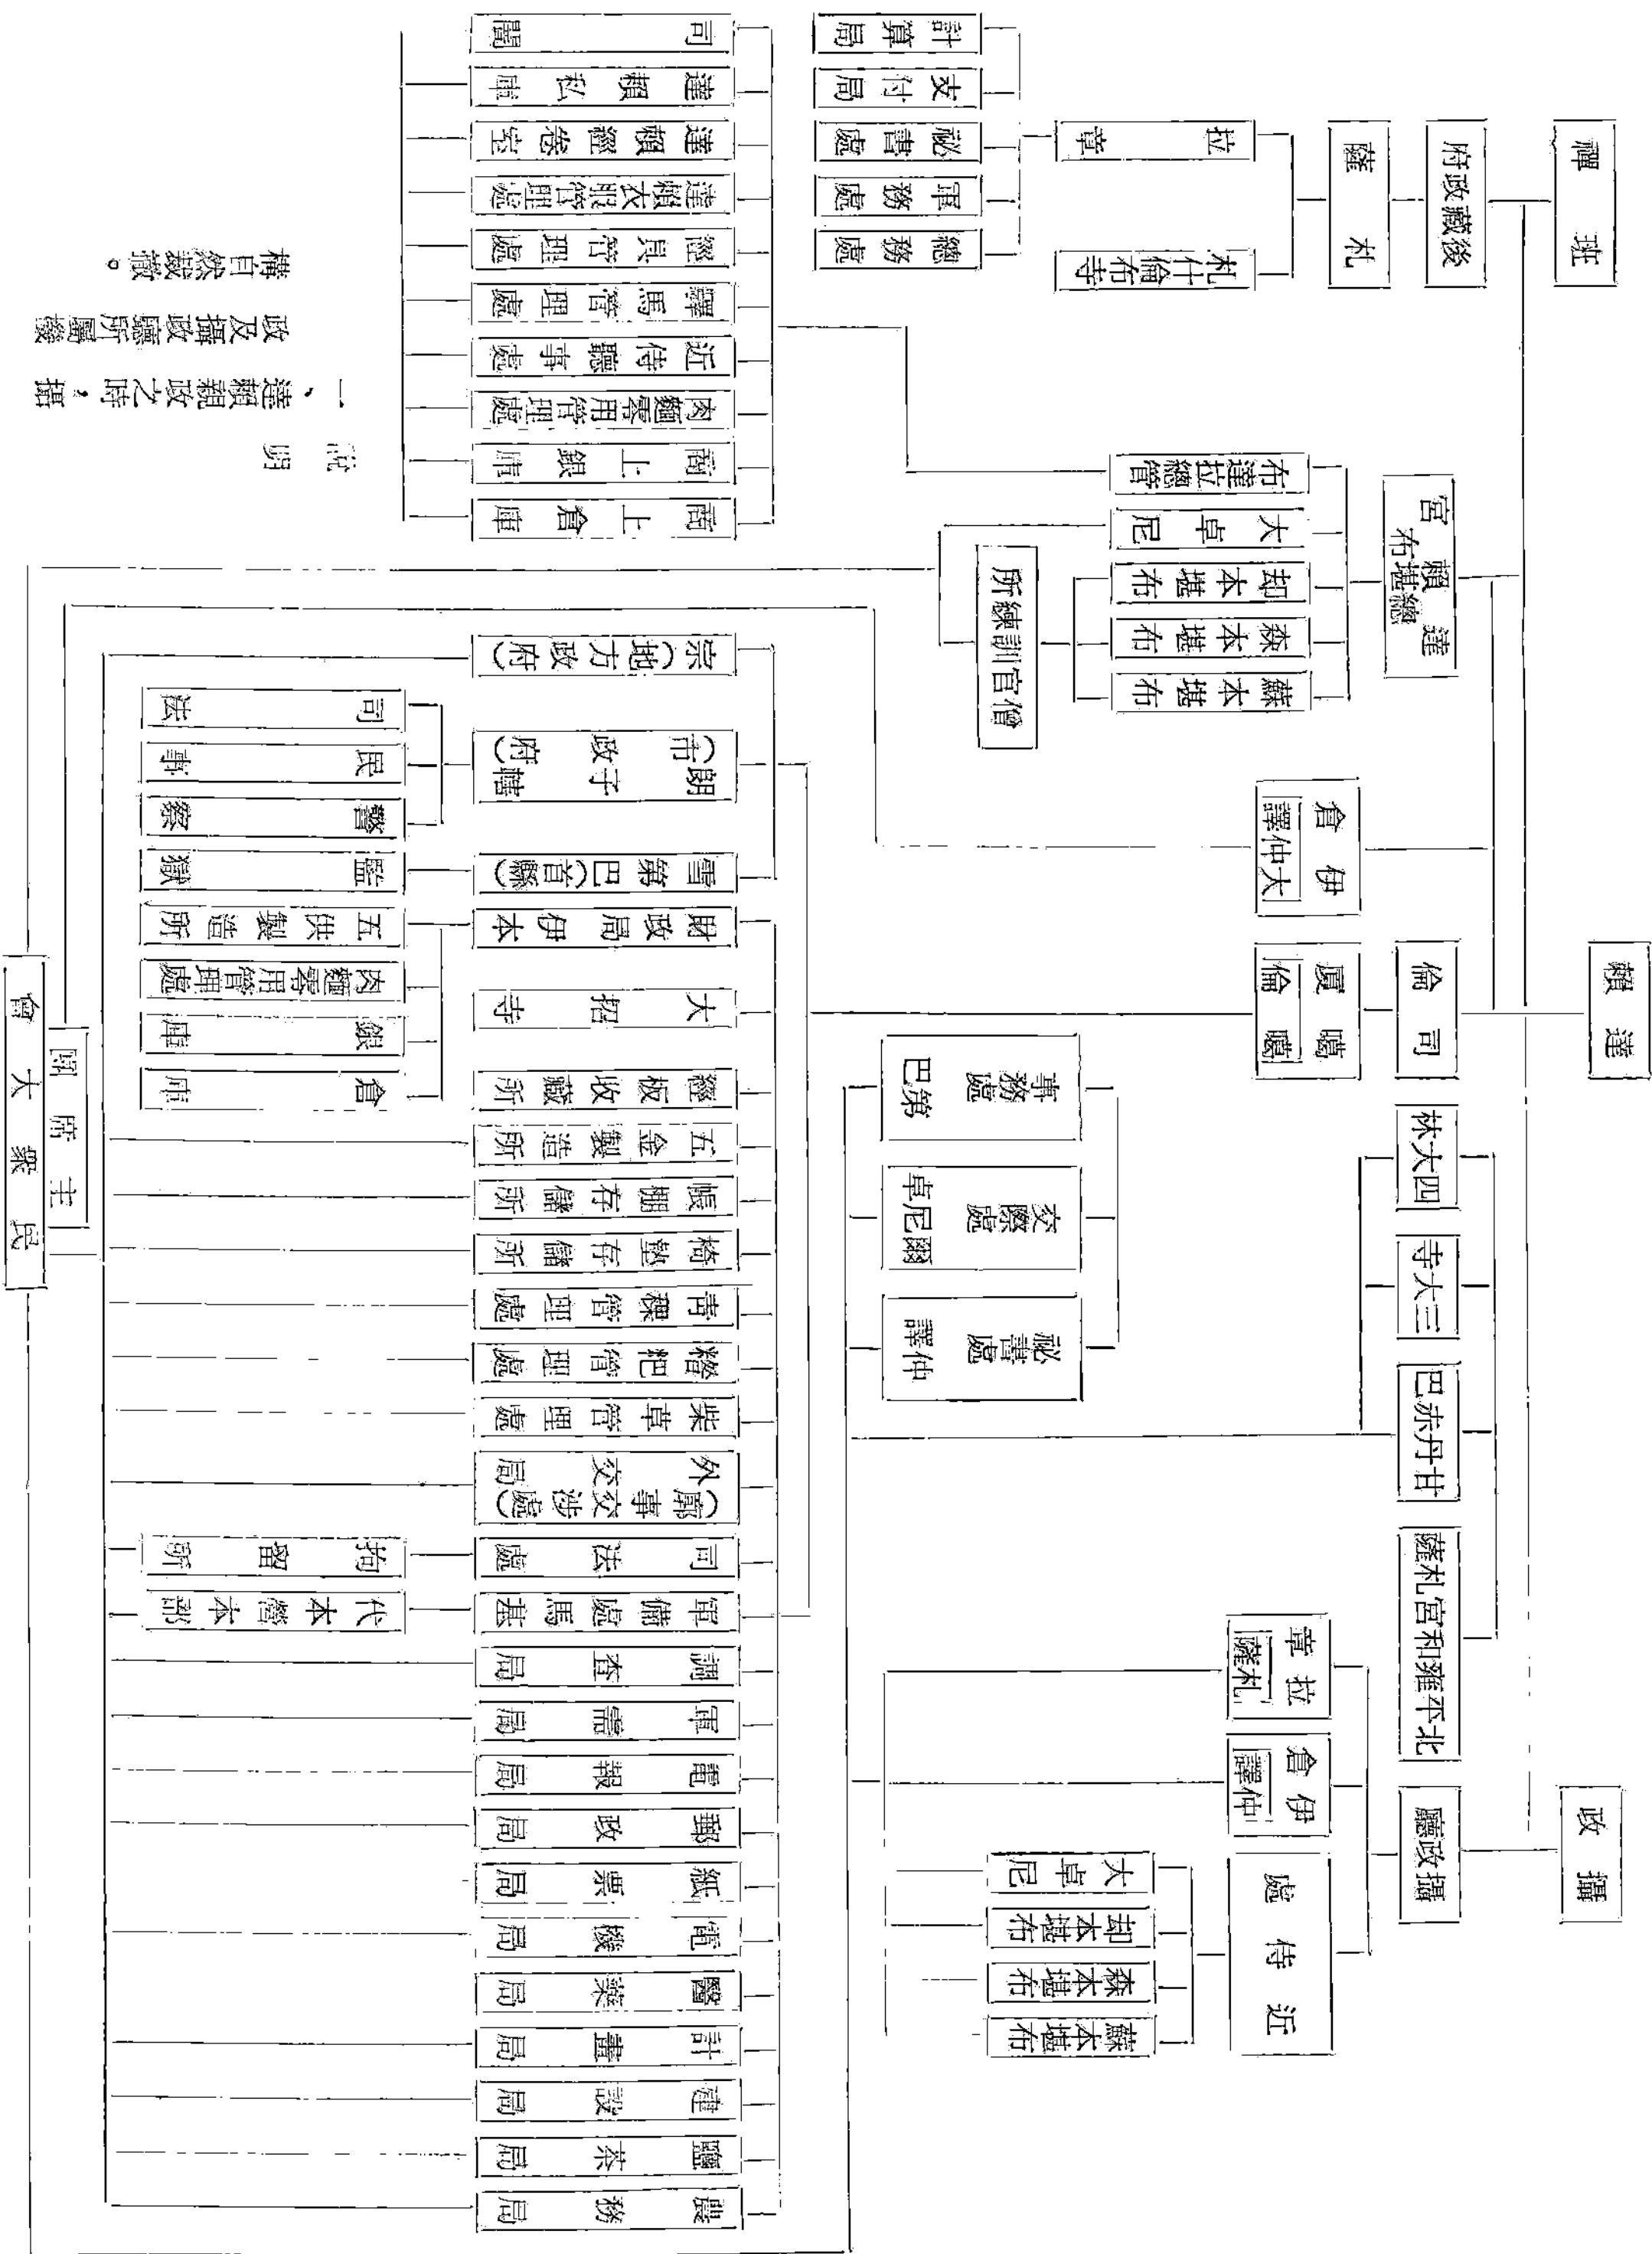 達賴
班禪
攝政
後藏政府
札薩
拉章
札什倫布寺
計算局
支付局
祕書處
軍務處
總務處
達賴宮
總堪布
布達拉總管
大卓尼
却本堪布
森本堪布
蘇本堪布
僧官訓練所
司閽
達賴私庫
達賴經卷室
達賴衣服管理處
經員管理處
驛馬管理處
近侍聽事處
肉麵零用管理處
商上銀庫
商上倉庫
伊倉
大仲譯
司倫
噶廈
噶倫
事務處
第巴
交際處
卓尼爾
祕書處
仲譯
四大林
三大寺
甘丹赤巴
北平雍和宮札薩
攝政廳
拉章
札薩
伊倉
仲譯
近侍處
大卓尼
却本堪布
森本堪布
蘇本堪布
宗(地方政府)
朗子轄
(市政府)
雪第巴(首縣)
財政局伊本
大招寺
經板收藏所
五金製造所
帳棚存儲所
椅墊存儲所
青稞管理處
糌粑管理處
柴草管理處
外交局
(廓事交涉處)
司法處
軍備處馬基
調查局
軍需局
電報局
郵政局
紙票局
電機局
醫藥局
計畫局
建設局
鹽茶局
農務局
司法
民事
警察
監獄
五供製造所
肉麵零用管理處
銀庫
倉庫
拘留所
代本營本部
主席團
民眾大會
說明
一、達賴親政之時，攝
政及攝政廳所屬機
構自然裁撤。